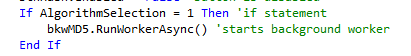 If AlgorithmSelection = 1 Then 'if statement
bkwMD5.RunWorkerAsync() 'starts background worker
End If